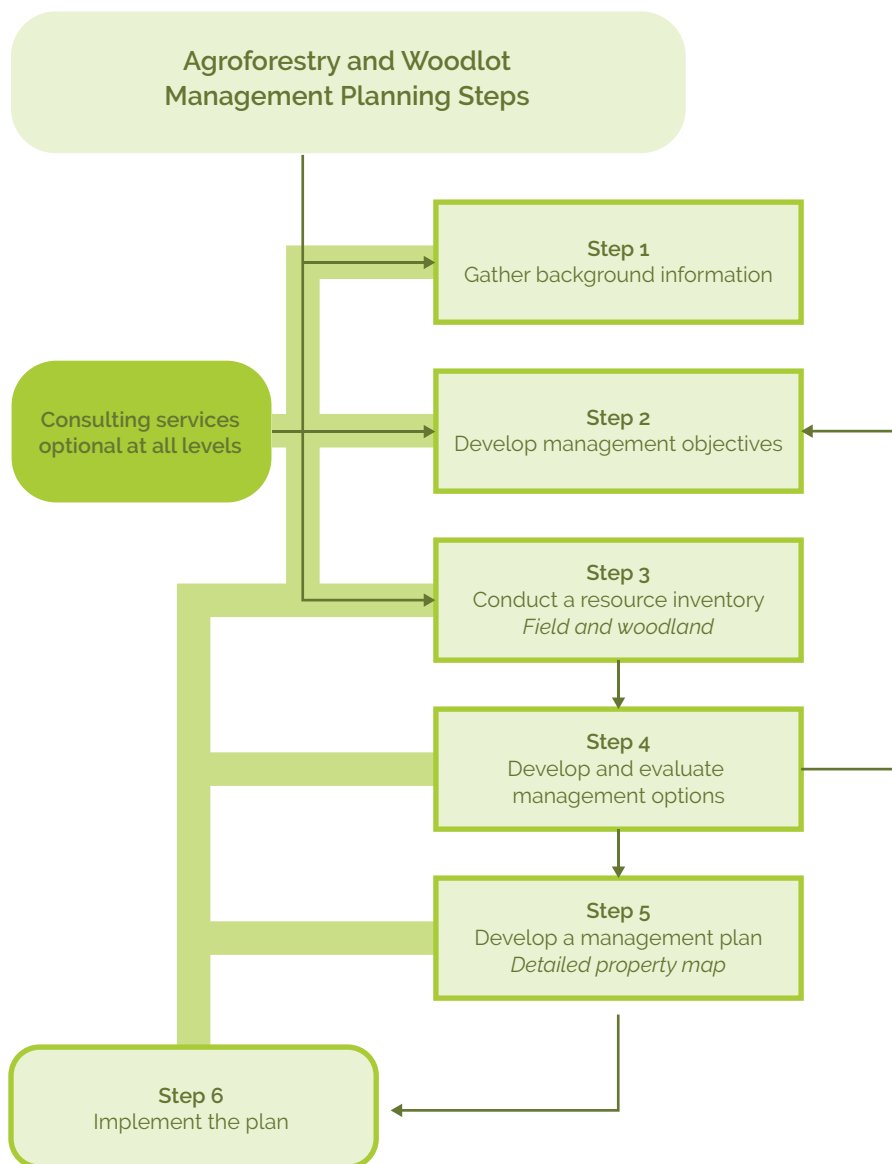 Agroforestry and Woodlot
Management Planning Steps
Step 1
Gather background information
Consulting services
optional at all levels
Step 2
Develop management objectives
Step 3
Conduct a resource inventory
Field and woodland
Step 4
Develop and evaluate
management options
Step 5
Develop a management plan
Detailed property map
Step 6
Implement the plan